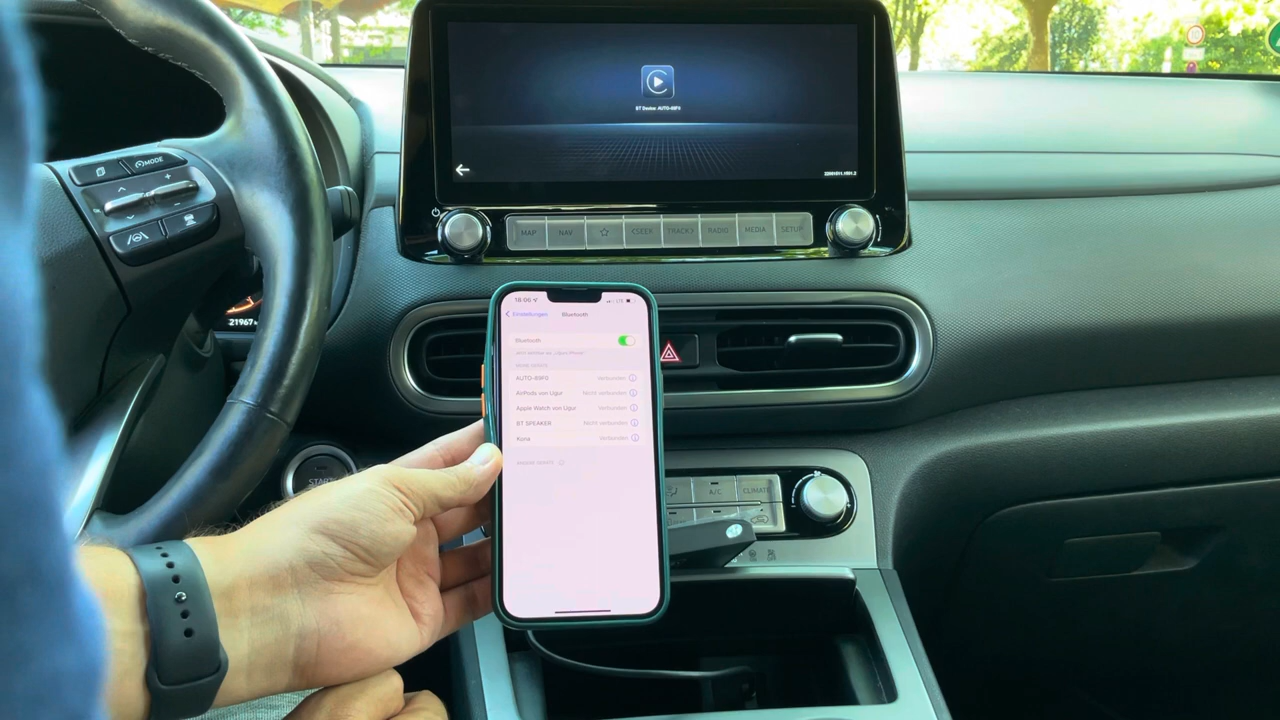 BT Device: AUTO-89F0
MODE
MAP
NAV
<SEEK
TRACK>
RADIO
MEDIA
SETUP
21967
START
18:06
LTE
Einstellungen
Bluetooth
Bluetooth
AUTO-89F0 Verbunden
AirPods von Ugur Nicht verbunden
Apple Watch von Ugur Verbunden
BT SPEAKER Nicht verbunden
Kona Verbunden
A/C
CLIMATE